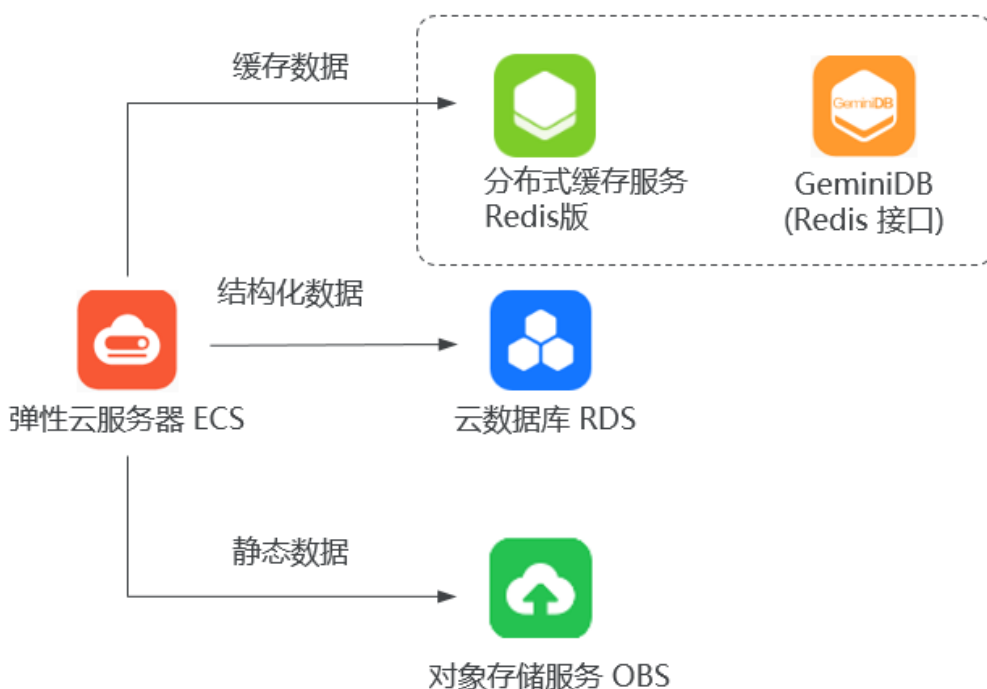 缓存数据
GeminiDB
分布式缓存服务
Redis版
GeminiDB
(Redis 接口)
结构化数据
弹性云服务器 ECS
云数据库 RDS
静态数据
对象存储服务 OBS